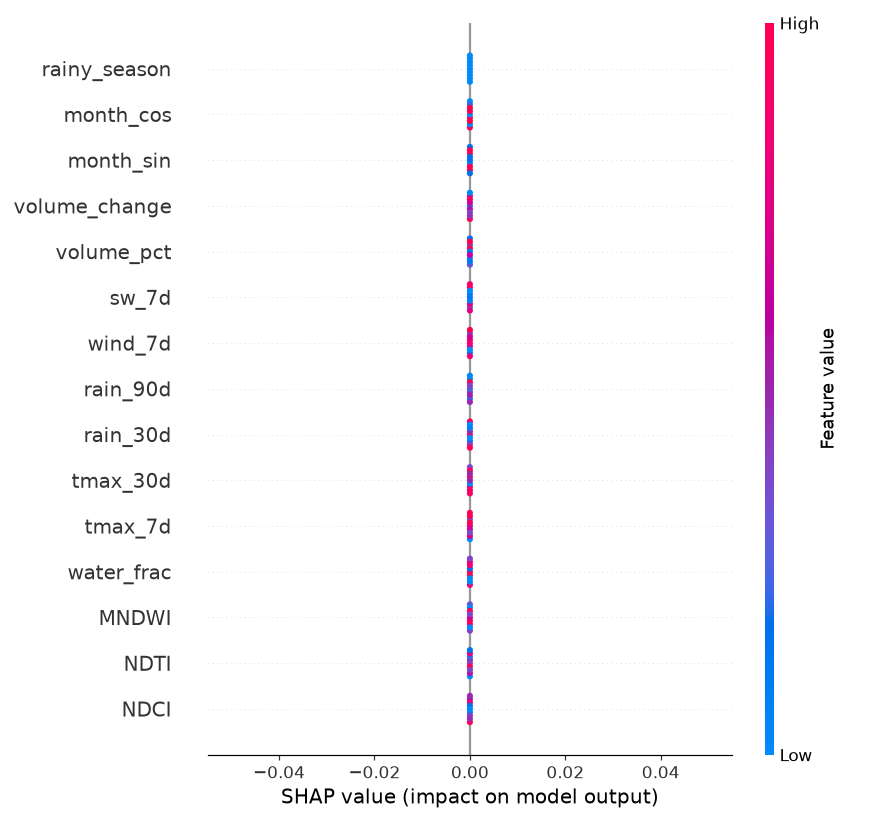 High
rainy_season
month_cos
month_sin
volume_change
volume_pct
sw_7d
wind_7d
rain_90d
rain_30d
tmax_30d
tmax_7d
water_frac
MNDWI
NDTI
NDCI
Feature value
Low
−0.04 −0.02 0.00 0.02 0.04
SHAP value (impact on model output)